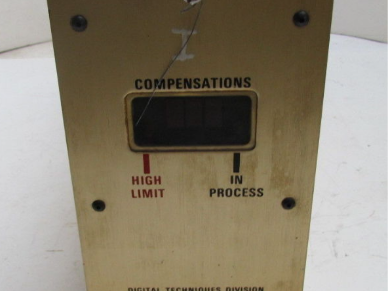 I
COMPENSATIONS
HIGH
LIMIT
IN
PROCESS
DIGITAL TECHNIQUES DIVISION